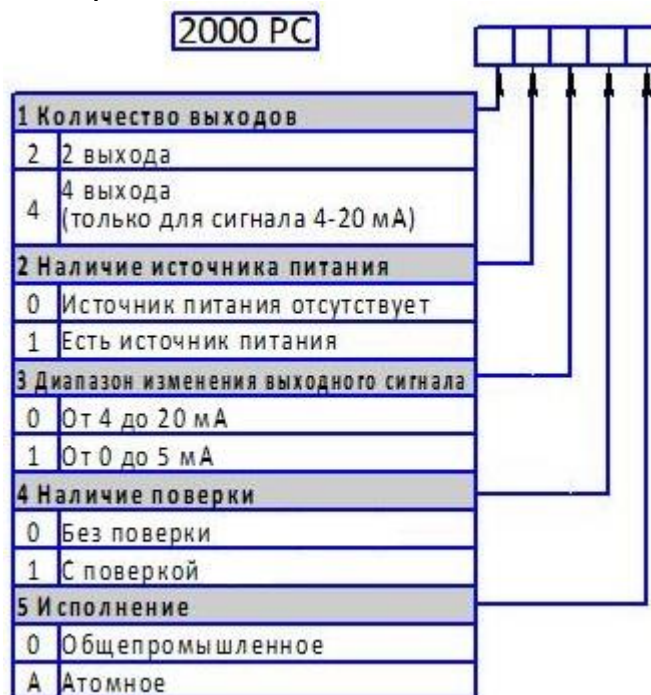 2000 РС
1 Количество выходов
2 2 выхода
4 4 выхода
(только для сигнала 4-20 мА)
2 Наличие источника питания
0 Источник питания отсутствует
1 Есть источник питания
3 Диапазон изменения выходного сигнала
0 От 4 до 20 мА
1 От 0 до 5 мА
4 Наличие поверки
0 Без поверки
1 С поверкой
5 Исполнение
0 Общепромышленное
А Атомное